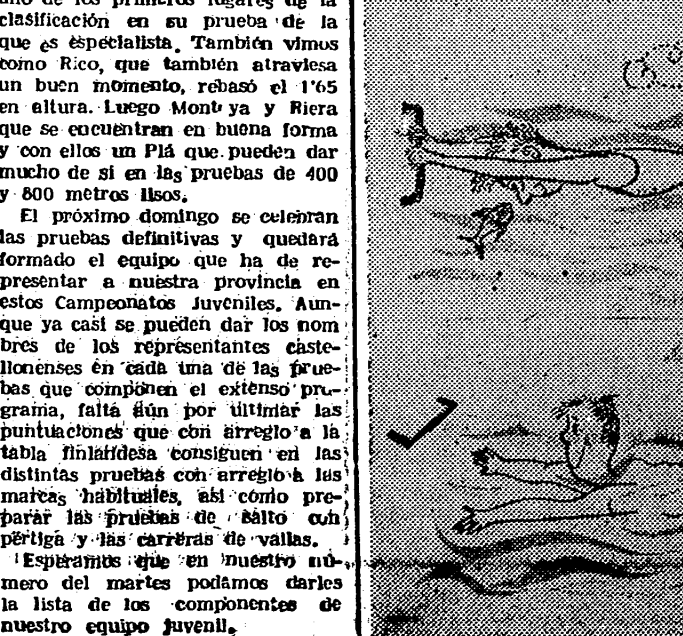 uno de los primeros lugares de la
clasificación en su prueba de la
que es especialista. También vimos
como Rico, que también atraviesa
un buen momento, rebasó el 1'65
en altura. Luego Montoya y Riera
que se encuentran en buena forma
y con ellos un Plá que pueden dar
mucho de si en las pruebas de 400
y 800 metros lisos.
El próximo domingo se celebran
las pruebas definitivas y quedará
formado el equipo que ha de re-
presentar a nuestra provincia en
estos Campeonatos Juveniles. Aun-
que ya casi se pueden dar los nom
bres de los representantes caste-
llonenses en cada una de las prue-
bas que componen el extenso pro-
grama, falta aún por ultimar las
puntuaciones que con arreglo a la
tabla finlandesa consiguen en las
distintas pruebas con arreglo a las
marcas habituales, así como pre-
parar las pruebas de salto con
pértiga y las carreras de vallas.
Esperamos que en nuestro nú-
mero del martes podamos darles
la lista de los componentes de
nuestro equipo juvenil.